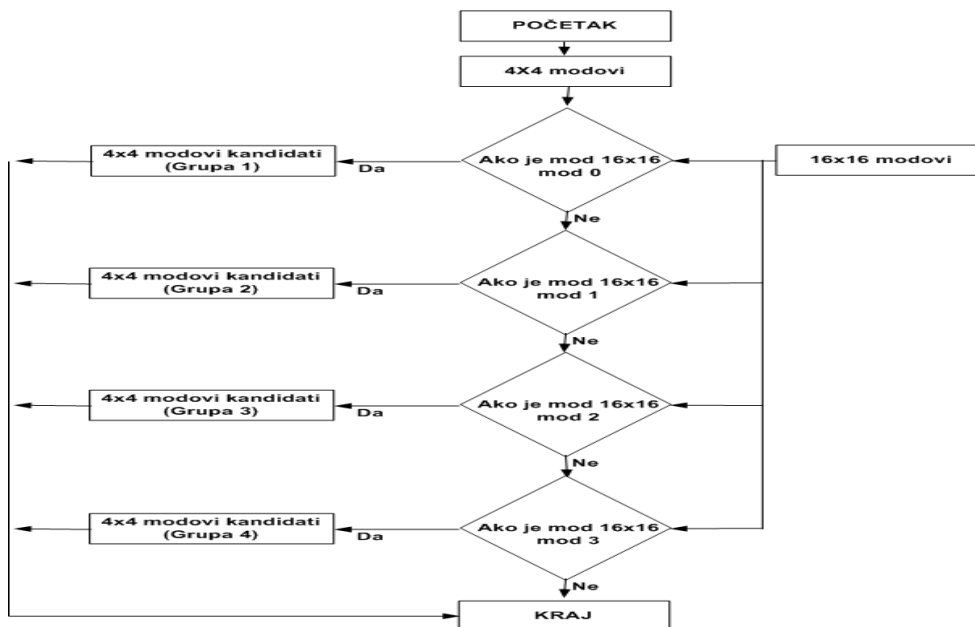 POČETAK
4X4 modovi
4x4 modovi kandidati
(Grupa 1)
Da
Ako je mod 16x16
mod 0
16x16 modovi
Ne
4x4 modovi kandidati
(Grupa 2)
Da
Ako je mod 16x16
mod 1
Ne
4x4 modovi kandidati
(Grupa 3)
Da
Ako je mod 16x16
mod 2
Ne
4x4 modovi kandidati
(Grupa 4)
Da
Ako je mod 16x16
mod 3
Ne
KRAJ